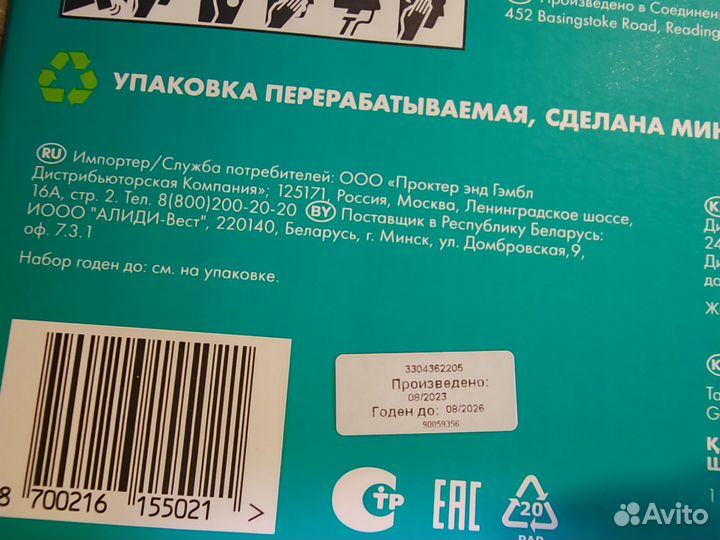 Произведено в Соединен
452 Basingstoke Road, Reading
УПАКОВКА ПЕРЕРАБАТЫВАЕМАЯ, СДЕЛАНА МИН
RU Импортер/Служба потребителей: ООО «Проктер энд Гэмбл
Дистрибьюторская Компания»; 125171, Россия, Москва, Ленинградское шоссе,
16А, стр. 2. Тел. 8(800)200-20-20 BY Поставщик в Республику Беларусь:
ИООО "АЛИДИ-Вест", 220140, Беларусь, г. Минск, ул. Домбровская,9,
оф. 7.3.1
Набор годен до: см. на упаковке.
3304362205
Произведено:
08/2023
Годен до: 08/2026
90059356
8 700216 155021 >
СТР
EAC
20
PAP
Avito